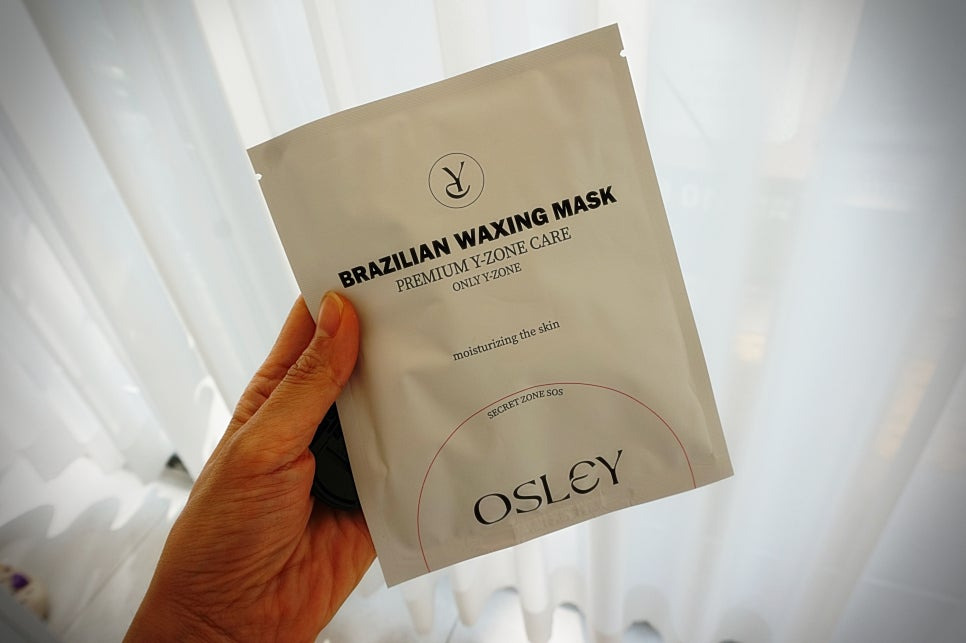 BRAZILIAN WAXING MASK
PREMIUM Y-ZONE CARE
ONLY Y-ZONE
moisturizing the skin
SECRET ZONE SOS
OSLEY